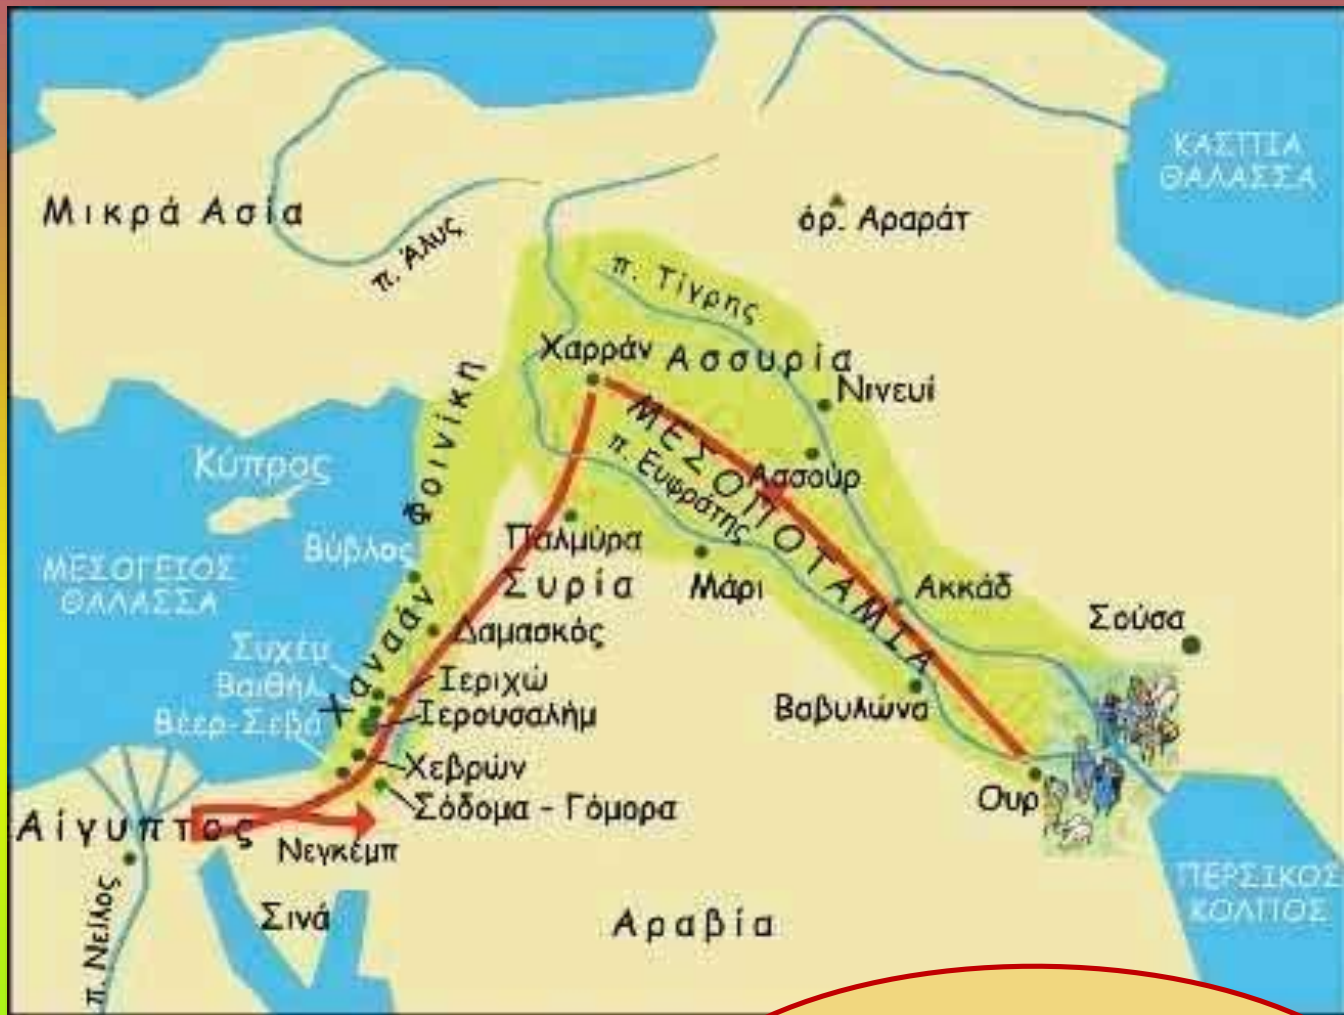 ΚΑΣΠΙΑ
ΘΑΛΑΣΣΑ
Μικρά Ασία
όρ. Αραράτ
π. Άλυς
π. Τίγρης
Χαρράν
Ασσυρία
Νινευί
Φοινίκη
ΜΕΣΟΠΟΤΑΜΙΑ
Κύπρος
π. Ευφράτης
Ασσούρ
Παλμύρα
Βύβλος
ΜΕΣΟΓΕΙΟΣ
ΘΑΛΑΣΣΑ
Συρία
Μάρι
Ακκάδ
Σούσα
Χαναάν
Δαμασκός
Συχέμ
Βαιθήλ
Βέερ-Σεβά
Ιεριχώ
Ιερουσαλήμ
Βαβυλώνα
Χεβρών
Σόδομα - Γόμορα
Ουρ
Αίγυπτος
Νεγκέμπ
π. Νείλος
Σινά
Αραβία
ΠΕΡΣΙΚΟΣ
ΚΟΛΠΟΣ